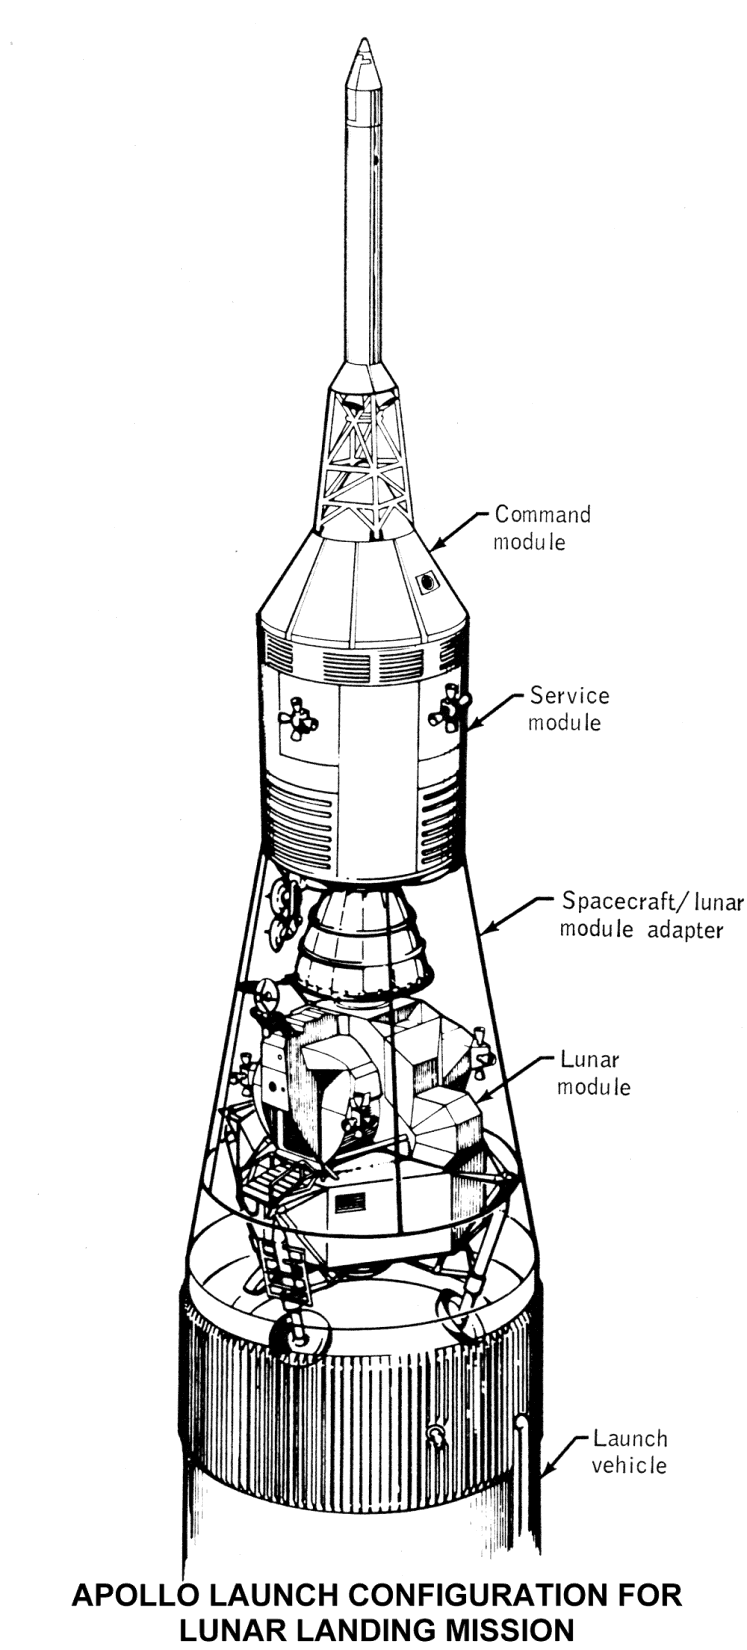 Command
module
Service
module
Spacecraft/lunar
module adapter
Lunar
module
Launch
vehicle
APOLLO LAUNCH CONFIGURATION FOR
LUNAR LANDING MISSION